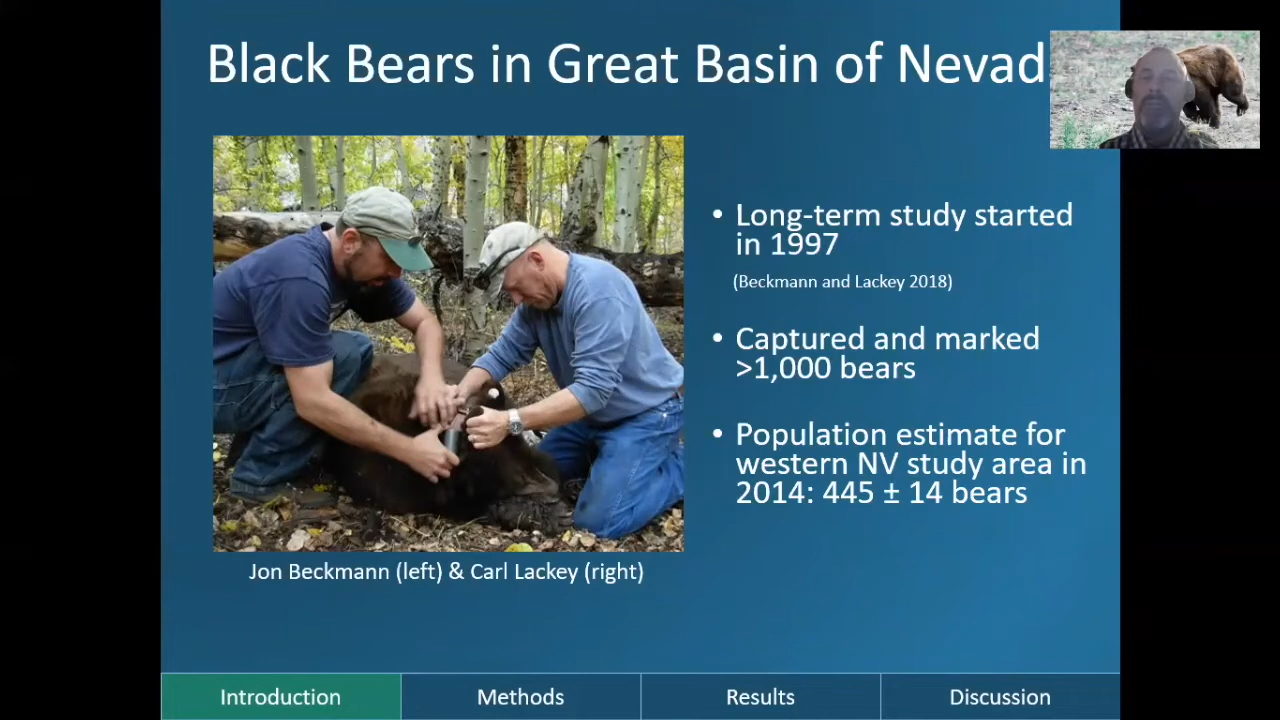 Black Bears in Great Basin of Nevad
• Long-term study started
in 1997
(Beckmann and Lackey 2018)
• Captured and marked
>1,000 bears
• Population estimate for
western NV study area in
2014: 445 ± 14 bears
Jon Beckmann (left) & Carl Lackey (right)
Introduction
Methods
Results
Discussion